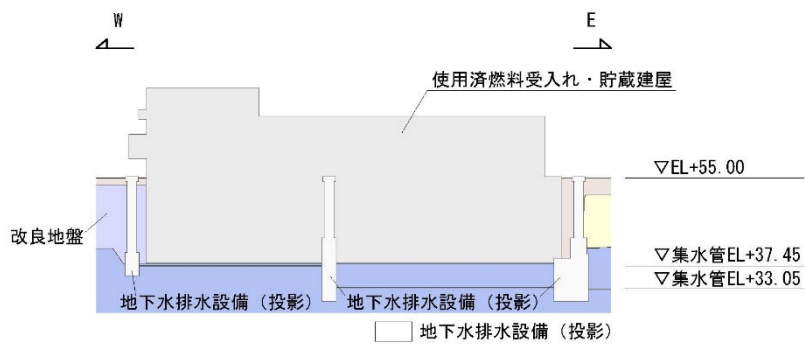 W
E
使用済燃料受入れ・貯蔵建屋
▽EL+55.00
改良地盤
▽集水管EL+37.45
▽集水管EL+33.05
地下水排水設備（投影）
地下水排水設備（投影）
地下水排水設備（投影）